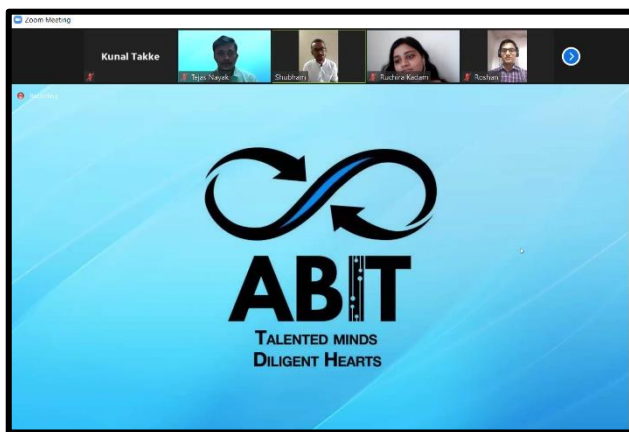 Zoom Meeting
Kunal Takke
Tejas Nayak
Shubham
Ruchira Kadam
Roshan
ABIT
TALENTED MINDS
DILIGENT HEARTS